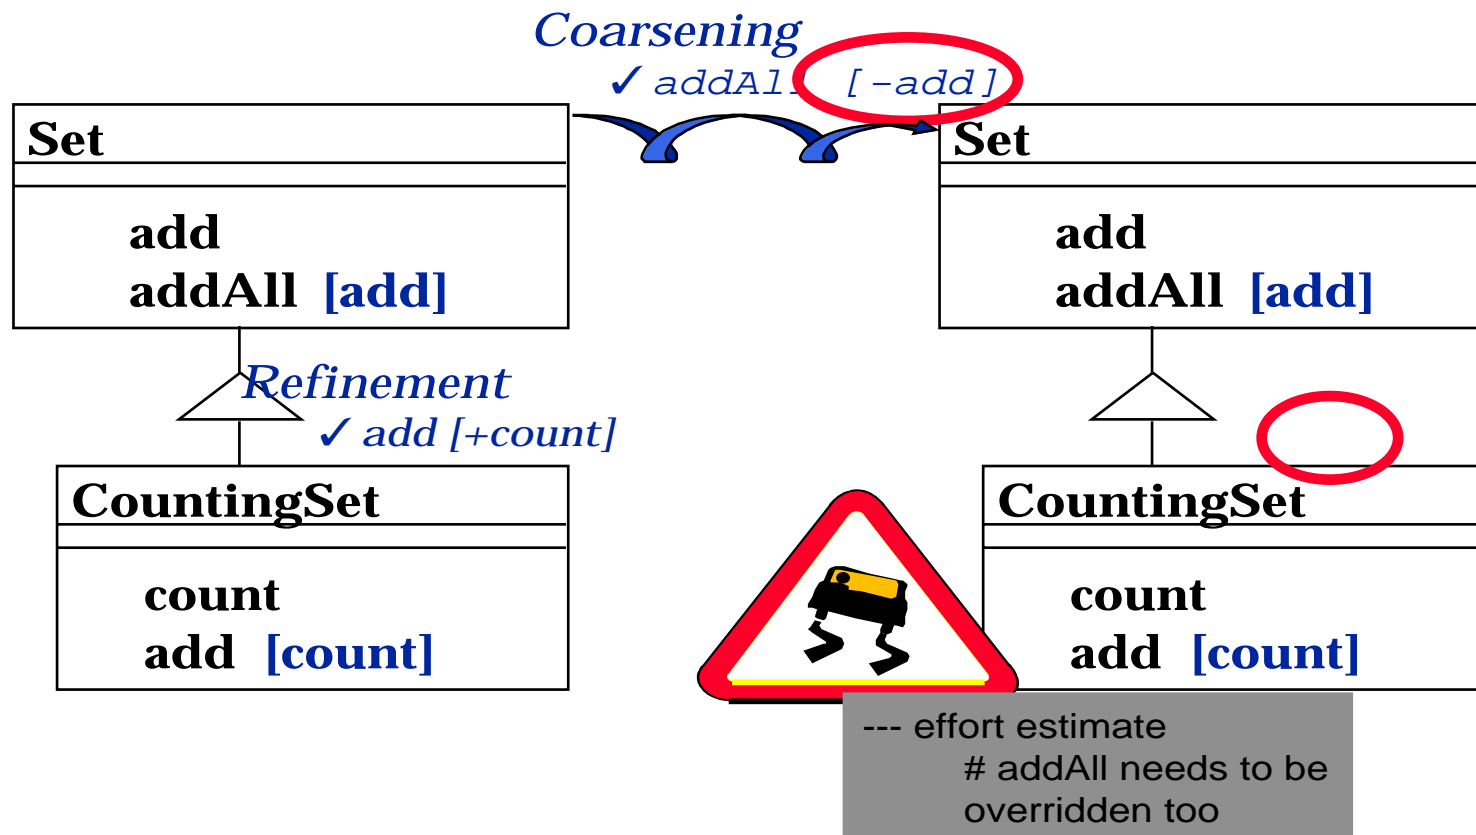 Coarsening
✓ addAll [-add]
Set
add
addAll [add]
Refinement
✓ add [+count]
CountingSet
count
add [count]
Set
add
addAll [add]
CountingSet
count
add [count]
--- effort estimate
# addAll needs to be
overridden too